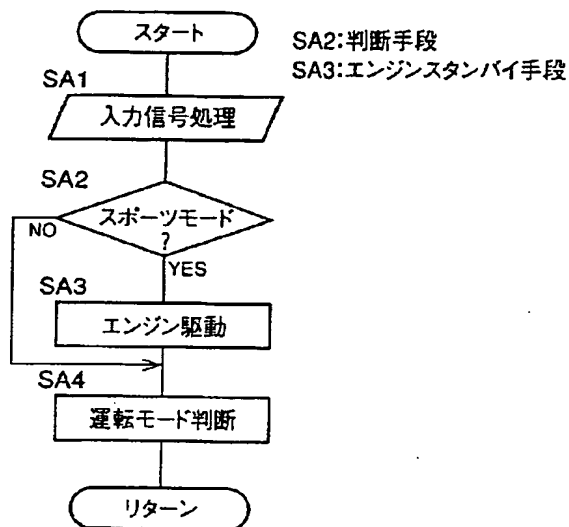 スタート
SA2:判断手段
SA3:エンジンスタンバイ手段
SA1
入力信号処理
SA2
スポーツモード
?
NO
YES
SA3
エンジン駆動
SA4
運転モード判断
リターン